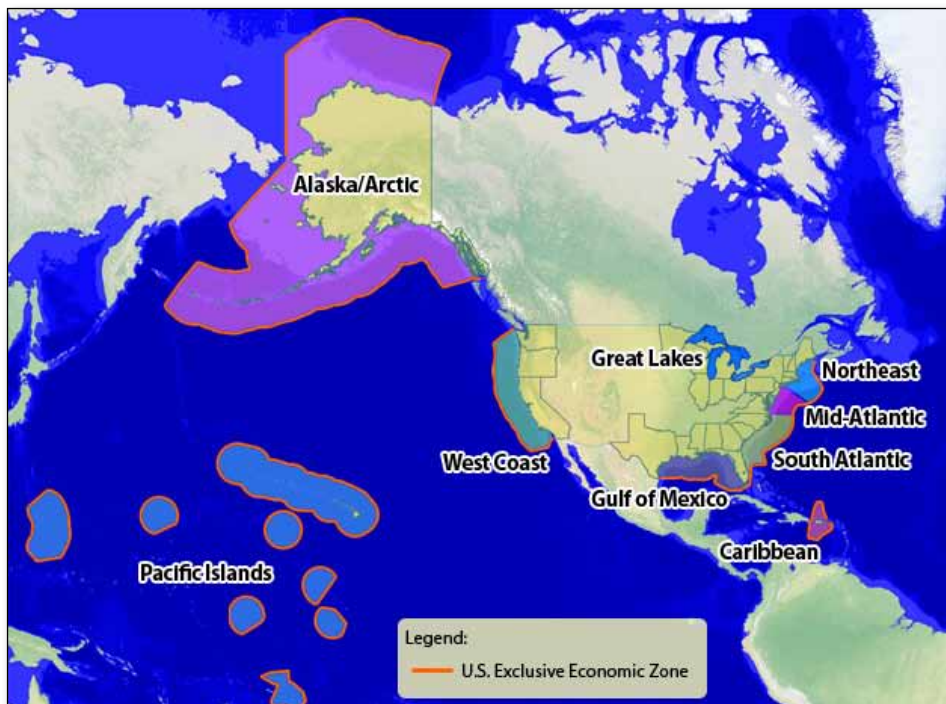 Alaska/Arctic
Great Lakes
Northeast
Mid-Atlantic
West Coast
South Atlantic
Gulf of Mexico
Caribbean
Pacific Islands
Legend:
U.S. Exclusive Economic Zone